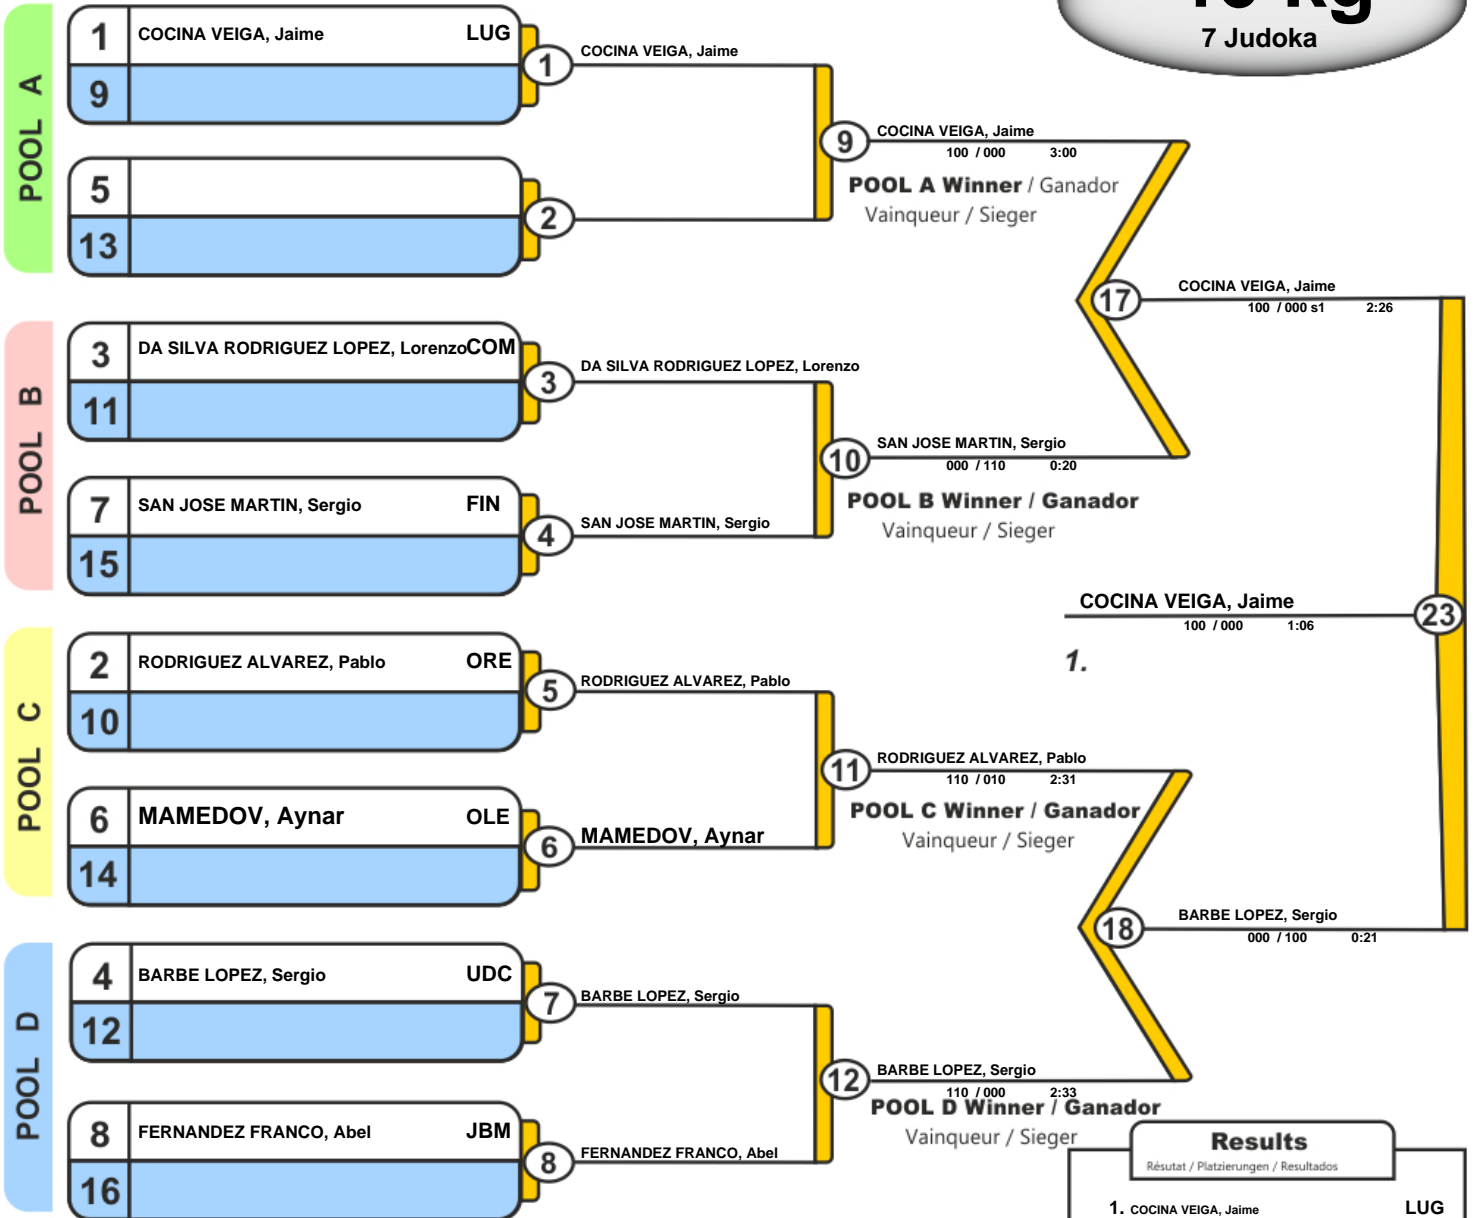 7 Judoka
POOL A
1 COCINA VEIGA, Jaime LUG
9
1 COCINA VEIGA, Jaime
5
13
2
9 COCINA VEIGA, Jaime
100 / 000 3:00
POOL A Winner / Ganador
Vainqueur / Sieger
17 COCINA VEIGA, Jaime
100 / 000 s1 2:26
POOL B
3 DA SILVA RODRIGUEZ LOPEZ, Lorenzo COM
11
3 DA SILVA RODRIGUEZ LOPEZ, Lorenzo
7 SAN JOSE MARTIN, Sergio FIN
15
4 SAN JOSE MARTIN, Sergio
10 SAN JOSE MARTIN, Sergio
000 / 110 0:20
POOL B Winner / Ganador
Vainqueur / Sieger
COCINA VEIGA, Jaime 23
100 / 000 1:06
1.
POOL C
2 RODRIGUEZ ALVAREZ, Pablo ORE
10
5 RODRIGUEZ ALVAREZ, Pablo
6 MAMEDOV, Aynar OLE
14
6 MAMEDOV, Aynar
11 RODRIGUEZ ALVAREZ, Pablo
110 / 010 2:31
POOL C Winner / Ganador
Vainqueur / Sieger
18 BARBE LOPEZ, Sergio
000 / 100 0:21
POOL D
4 BARBE LOPEZ, Sergio UDC
12
7 BARBE LOPEZ, Sergio
8 FERNANDEZ FRANCO, Abel JBM
16
8 FERNANDEZ FRANCO, Abel
12 BARBE LOPEZ, Sergio
110 / 000 2:33
POOL D Winner / Ganador
Vainqueur / Sieger
Results
Résutat / Platzierungen / Resultados
1. COCINA VEIGA, Jaime LUG